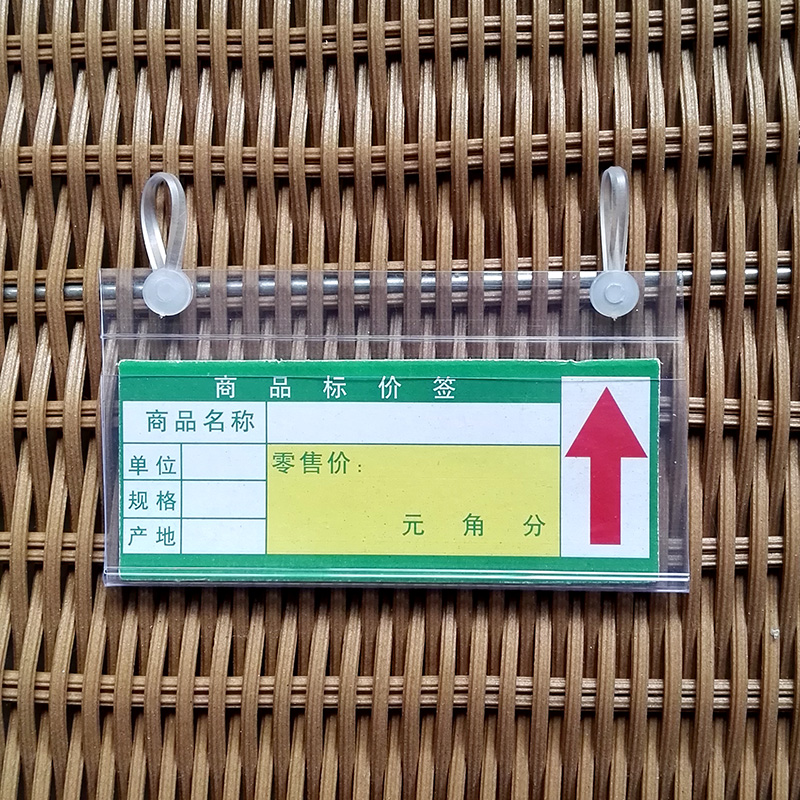 商品标价签
商品名称
单位
零售价：
规格
元 角 分
产地